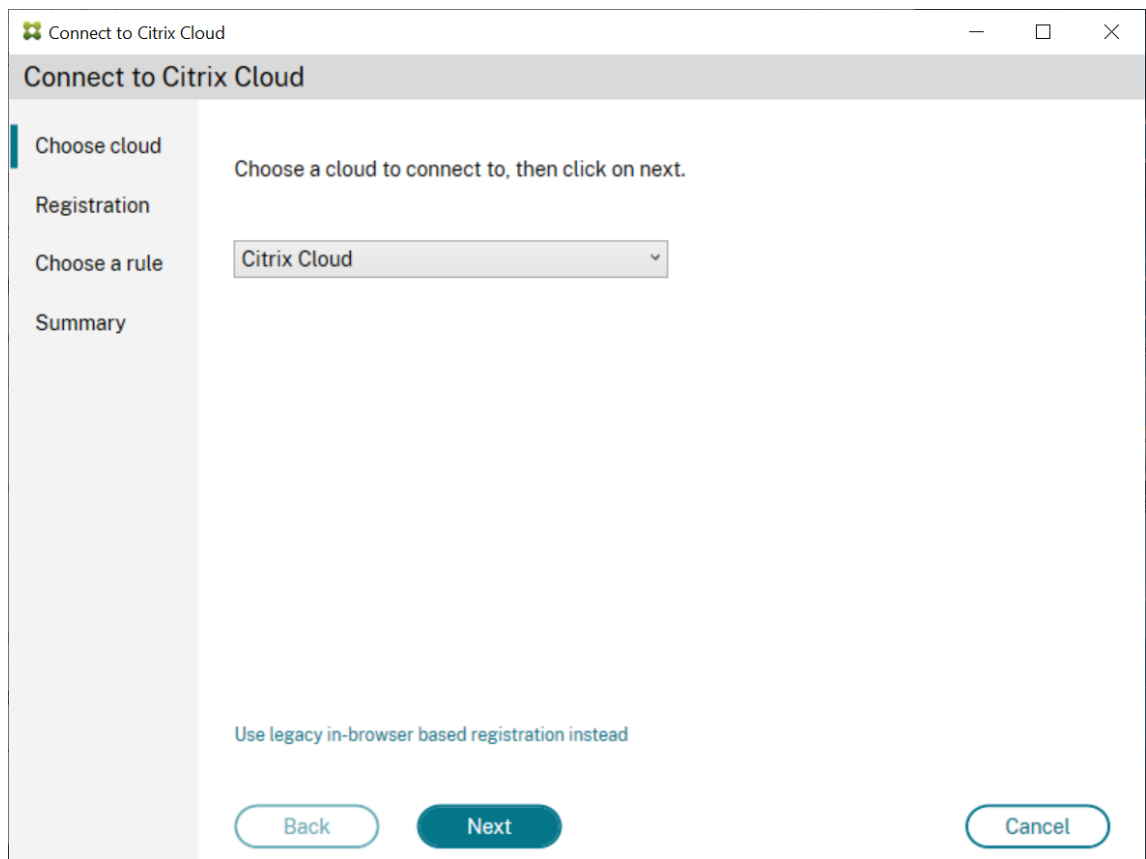 Connect to Citrix Cloud
Connect to Citrix Cloud
Choose cloud
Registration
Choose a rule
Summary
Choose a cloud to connect to, then click on next.
Citrix Cloud
Use legacy in-browser based registration instead
Back
Next
Cancel